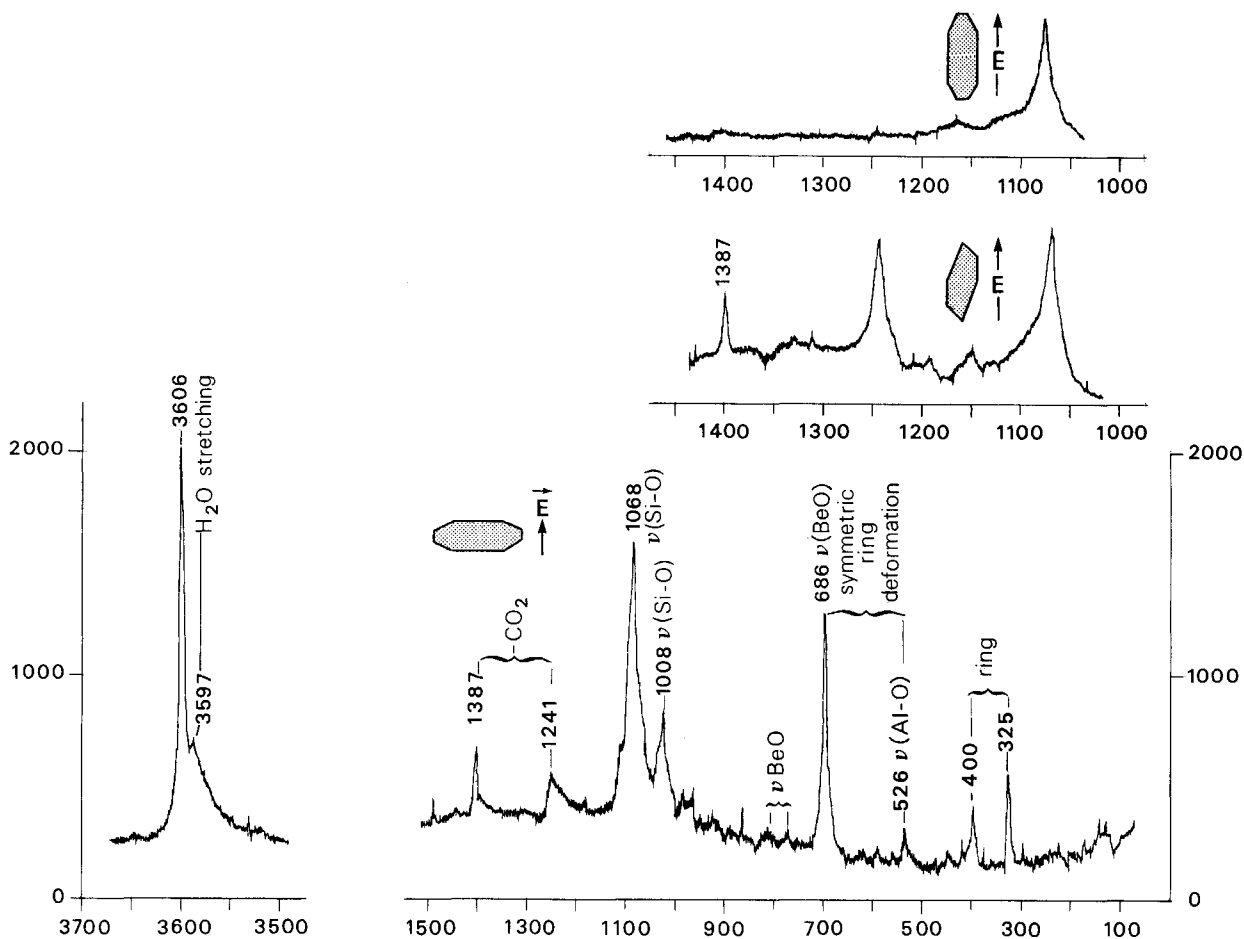 E
1400 1300 1200 1100 1000
1387
E
1400 1300 1200 1100 1000
2000
1000
0
3606
H2O stretching
3597
3700 3600 3500
E
CO2
1387
1241
1068 ν(Si-O)
1008 ν(Si-O)
νBeO
686 ν(BeO)
symmetric
ring
deformation
526 ν(Al-O)
ring
400
325
2000
1000
0
1500 1300 1100 900 700 500 300 100